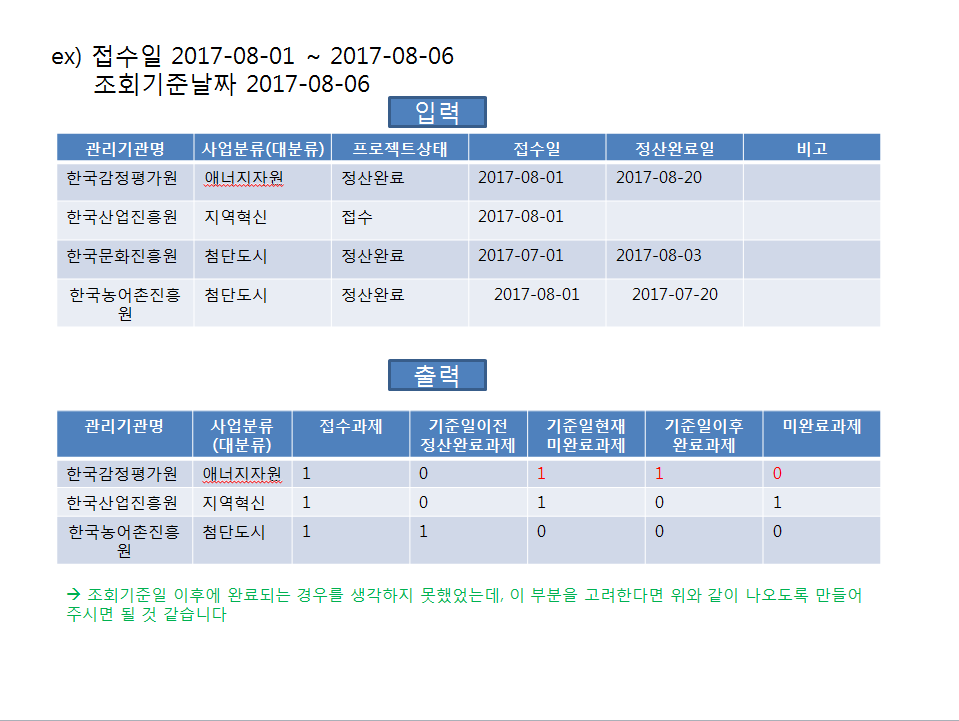 ex) 접수일 2017-08-01 ~ 2017-08-06
조회기준날짜 2017-08-06
입력
관리기관명 사업분류(대분류) 프로젝트상태 접수일 정산완료일 비고
한국감정평가원 애너지자원 정산완료 2017-08-01 2017-08-20
한국산업진흥원 지역혁신 접수 2017-08-01
한국문화진흥원 첨단도시 정산완료 2017-07-01 2017-08-03
한국농어촌진흥 첨단도시 정산완료 2017-08-01 2017-07-20
원
출력
관리기관명 사업분류 접수과제 기준일이전 기준일현재 기준일이후 미완료과제
(대분류) 정산완료과제 미완료과제 완료과제
한국감정평가원 애너지자원 1 0 1 1 0
한국산업진흥원 지역혁신 1 0 1 0 1
한국농어촌진흥 첨단도시 1 1 0 0 0
원
→ 조회기준일 이후에 완료되는 경우를 생각하지 못했었는데, 이 부분을 고려한다면 위와 같이 나오도록 만들어
주시면 될 것 같습니다